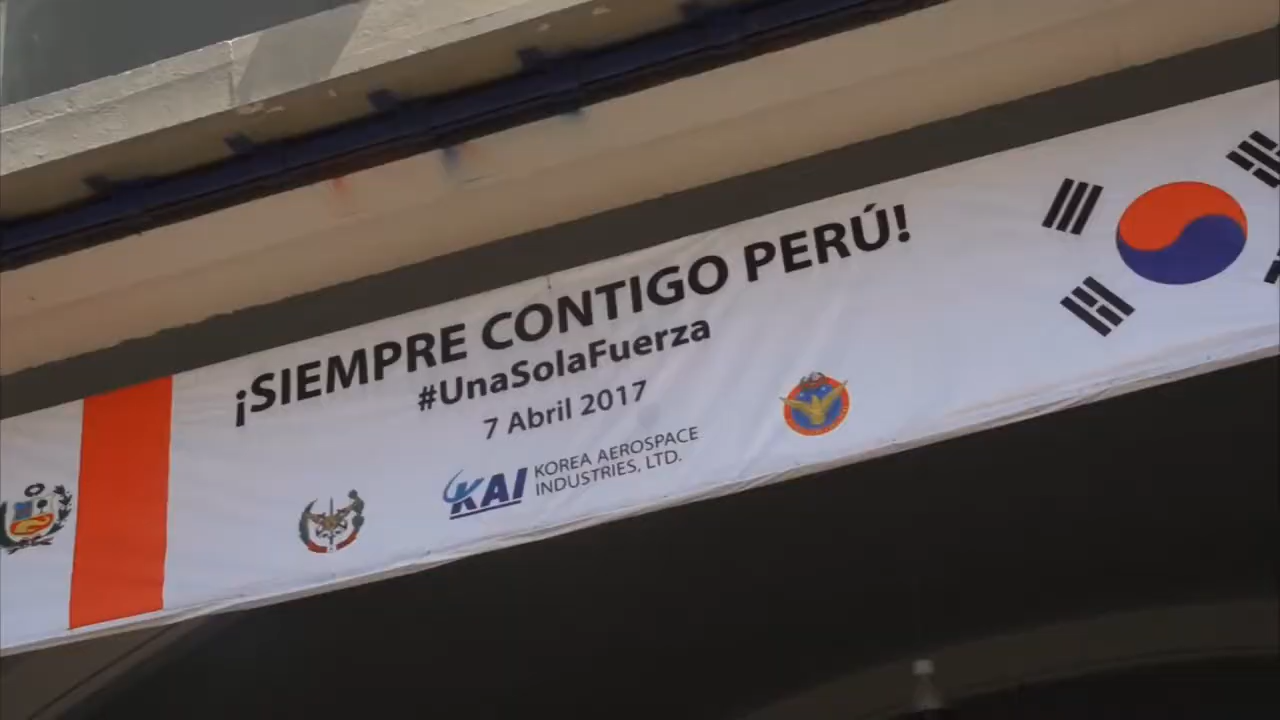 ¡SIEMPRE CONTIGO PERÚ!
#UnaSolaFuerza
7 Abril 2017
KAI KOREA AEROSPACE
INDUSTRIES, LTD.